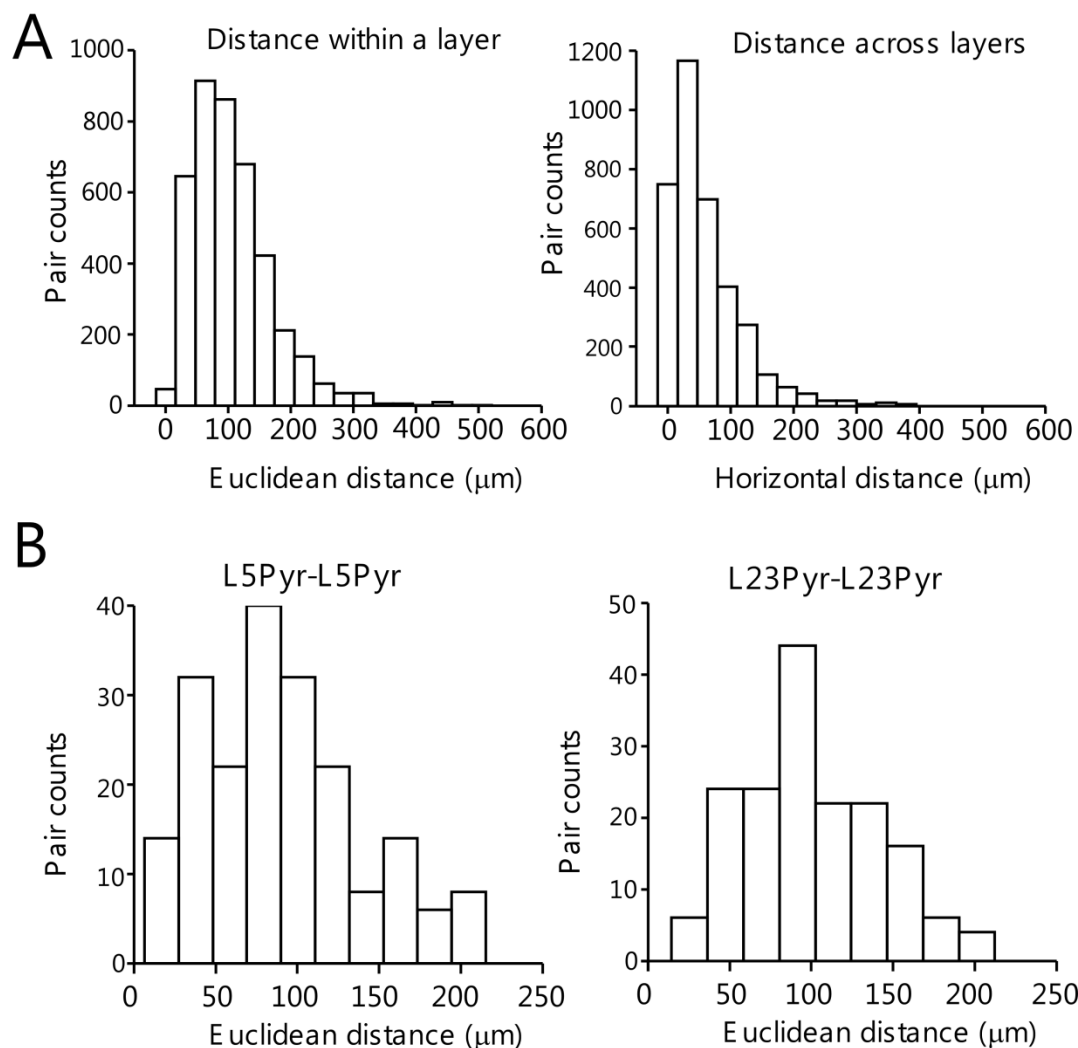 A
Distance within a layer
1000
800
600
400
200
0
Pair counts
0 100 200 300 400 500 600
Euclidean distance (μm)
Distance across layers
1200
1000
800
600
400
200
0
Pair counts
0 100 200 300 400 500 600
Horizontal distance (μm)
B
L5Pyr-L5Pyr
40
30
20
10
0
Pair counts
0 50 100 150 200 250
Euclidean distance (μm)
L23Pyr-L23Pyr
50
40
30
20
10
0
Pair counts
0 50 100 150 200 250
Euclidean distance (μm)